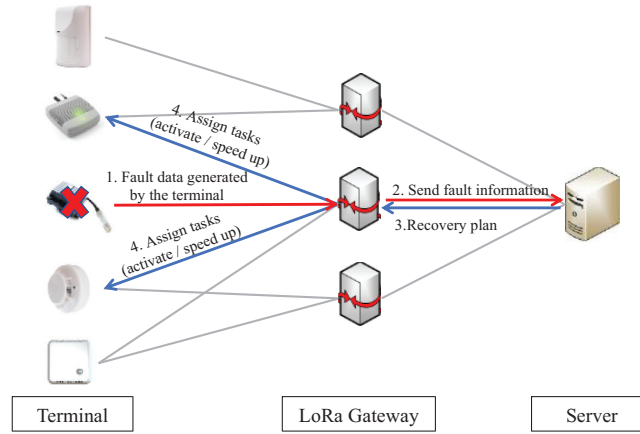 4. Assign tasks
(activate / speed up)
1. Fault data generated
by the terminal
2. Send fault information
3.Recovery plan
4. Assign tasks
(activate / speed up)
Terminal
LoRa Gateway
Server